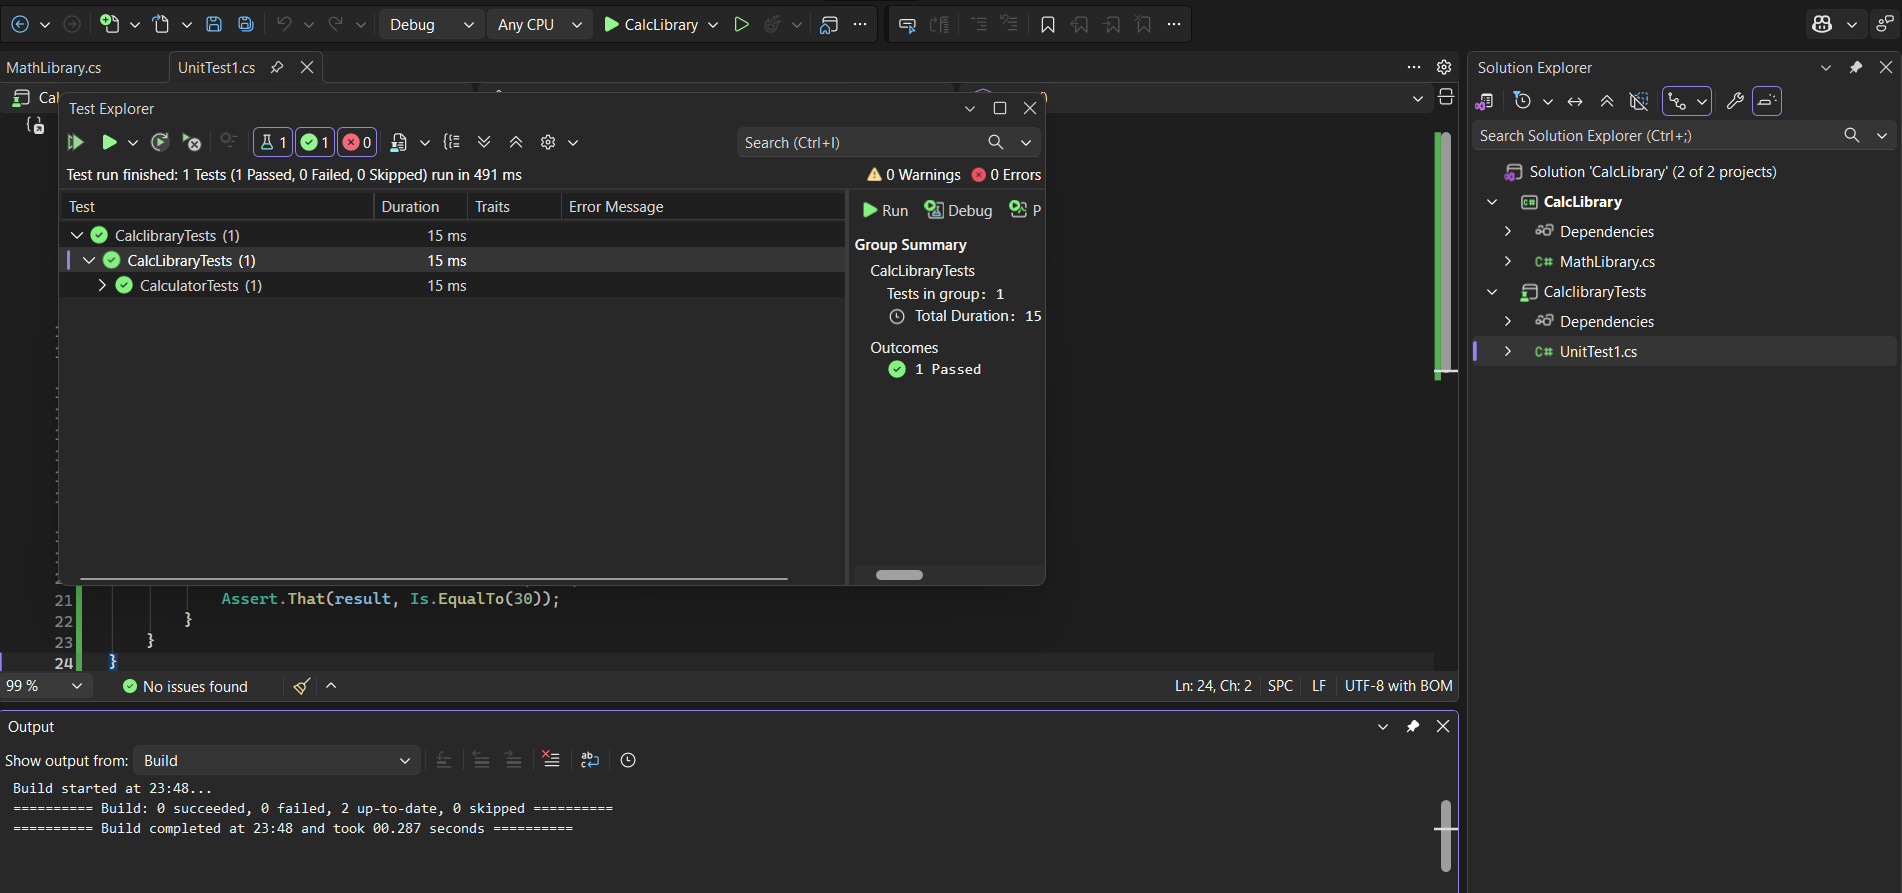 Debug Any CPU CalcLibrary
MathLibrary.cs UnitTest1.cs
Cal
Test Explorer
1 1 0
Search (Ctrl+I)
Test run finished: 1 Tests (1 Passed, 0 Failed, 0 Skipped) run in 491 ms
0 Warnings 0 Errors
Test Duration Traits Error Message
CalclibraryTests (1) 15 ms
CalcLibraryTests (1) 15 ms
CalculatorTests (1) 15 ms
Run Debug P
Group Summary
CalcLibraryTests
Tests in group: 1
Total Duration: 15
Outcomes
1 Passed
21 Assert.That(result, Is.EqualTo(30));
22 }
23 }
24 }
99 % No issues found Ln: 24, Ch: 2 SPC LF UTF-8 with BOM
Output
Show output from: Build
Build started at 23:48...
========== Build: 0 succeeded, 0 failed, 2 up-to-date, 0 skipped ==========
========== Build completed at 23:48 and took 00.287 seconds ==========
Solution Explorer
Search Solution Explorer (Ctrl+;)
Solution 'CalcLibrary' (2 of 2 projects)
CalcLibrary
Dependencies
C# MathLibrary.cs
CalclibraryTests
Dependencies
C# UnitTest1.cs